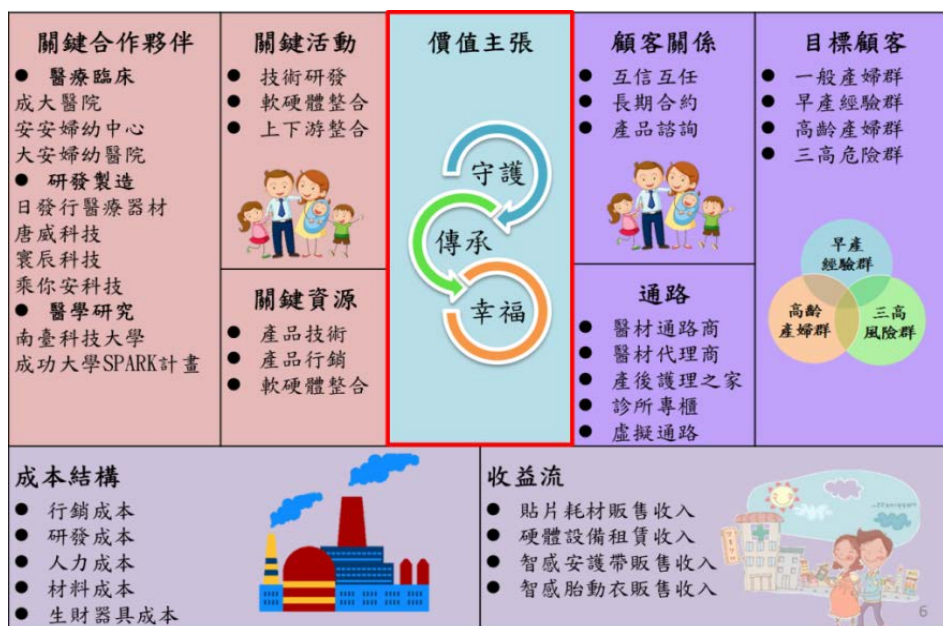 關鍵合作夥伴
● 醫療臨床
成大醫院
安安婦幼中心
大安婦幼醫院
● 研發製造
日發行醫療器材
唐威科技
寰辰科技
乘你安科技
● 醫學研究
南臺科技大學
成功大學SPARK計畫
關鍵活動
● 技術研發
● 軟硬體整合
● 上下游整合
關鍵資源
● 產品技術
● 產品行銷
● 軟硬體整合
價值主張
守護
傳承
幸福
顧客關係
● 互信互任
● 長期合約
● 產品諮詢
通路
● 醫材通路商
● 醫材代理商
● 產後護理之家
● 診所專櫃
● 虛擬通路
目標顧客
● 一般產婦群
● 早產經驗群
● 高齡產婦群
● 三高危險群
早產
經驗群
高齡
產婦群
三高
風險群
成本結構
● 行銷成本
● 研發成本
● 人力成本
● 材料成本
● 生財器具成本
收益流
● 貼片耗材販售收入
● 硬體設備租賃收入
● 智感安護帶販售收入
● 智感胎動衣販售收入
6